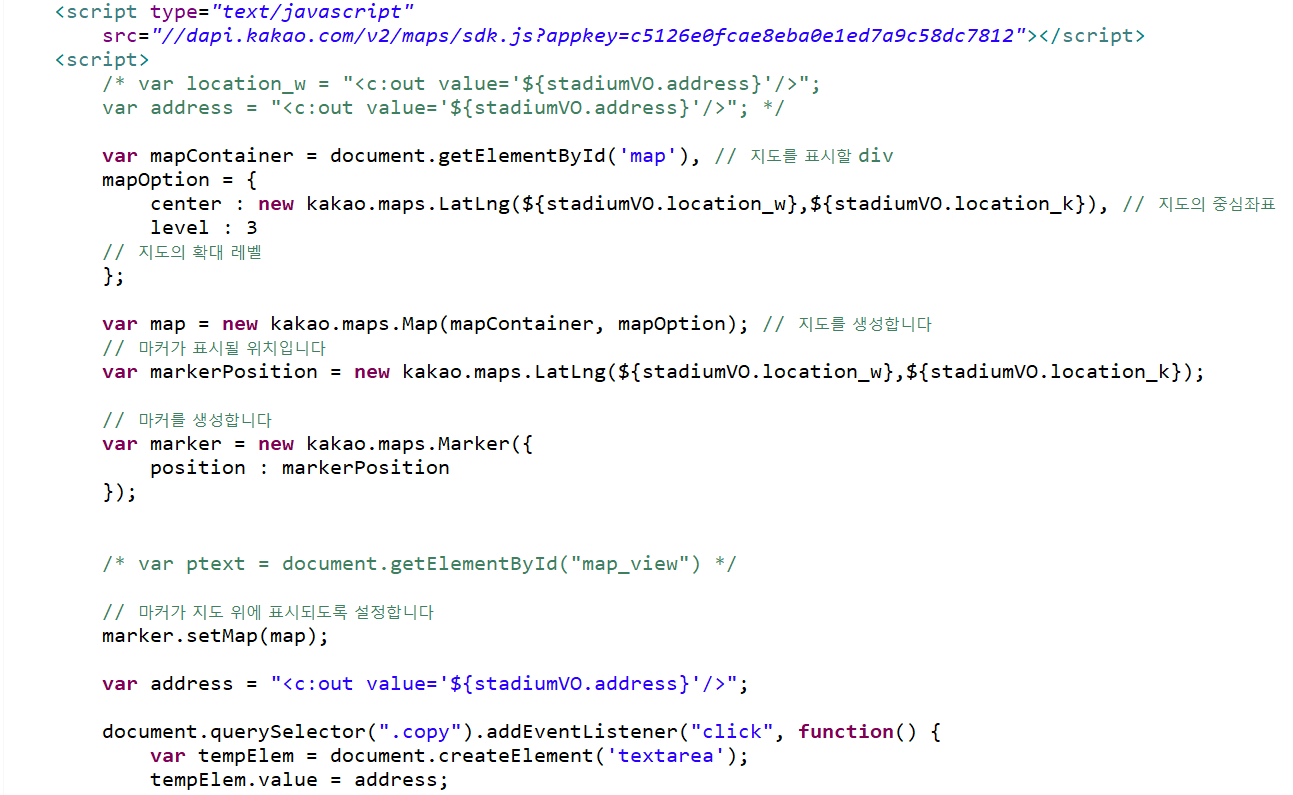 <script type="text/javascript"
src="//dapi.kakao.com/v2/maps/sdk.js?appkey=c5126e0fcae8eba0e1ed7a9c58dc7812"></script>
<script>
/* var location_w = "<c:out value='${stadiumVO.address}'/>";
var address = "<c:out value='${stadiumVO.address}'/>"; */
var mapContainer = document.getElementById('map'), // 지도를 표시할 div
mapOption = {
center : new kakao.maps.LatLng(${stadiumVO.location_w},${stadiumVO.location_k}), // 지도의 중심좌표
level : 3
// 지도의 확대 레벨
};
var map = new kakao.maps.Map(mapContainer, mapOption); // 지도를 생성합니다
// 마커가 표시될 위치입니다
var markerPosition = new kakao.maps.LatLng(${stadiumVO.location_w},${stadiumVO.location_k});
// 마커를 생성합니다
var marker = new kakao.maps.Marker({
position : markerPosition
});
/* var ptext = document.getElementById("map_view") */
// 마커가 지도 위에 표시되도록 설정합니다
marker.setMap(map);
var address = "<c:out value='${stadiumVO.address}'/>";
document.querySelector(".copy").addEventListener("click", function() {
var tempElem = document.createElement('textarea');
tempElem.value = address;